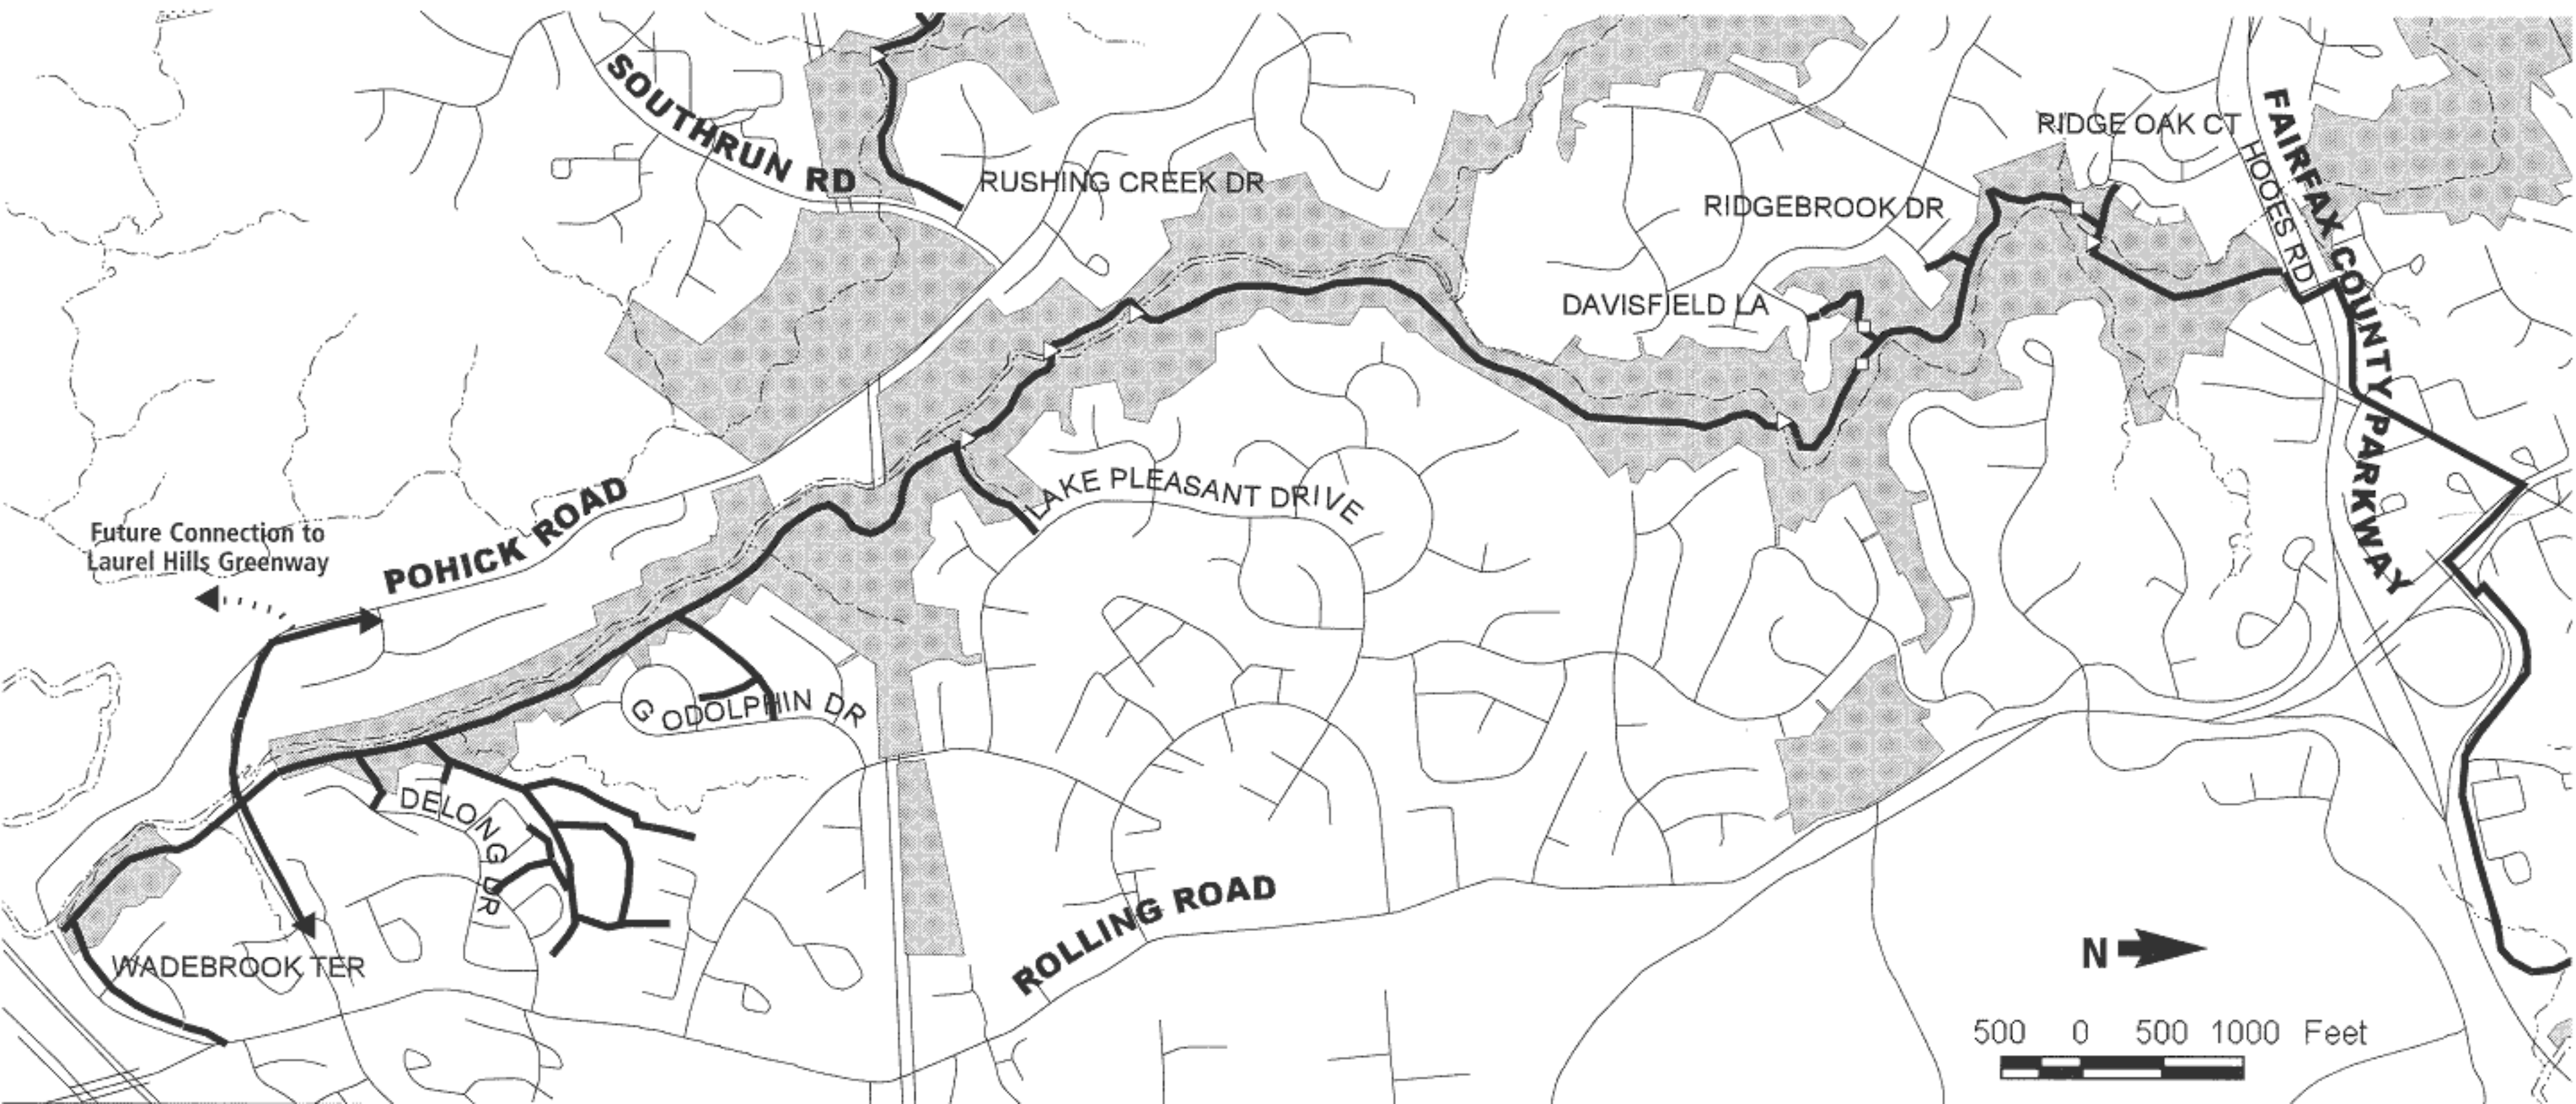 SOUTHRUN RD
RUSHING CREEK DR
RIDGE OAK CT
FAIRFAX COUNTY PARKWAY
HOOES RD
RIDGEBROOK DR
DAVISFIELD LA
LAKE PLEASANT DRIVE
POHICK ROAD
Future Connection to
Laurel Hills Greenway
GODOLPHIN DR
DELONG DR
ROLLING ROAD
WADEBROOK TER
N
500 0 500 1000 Feet